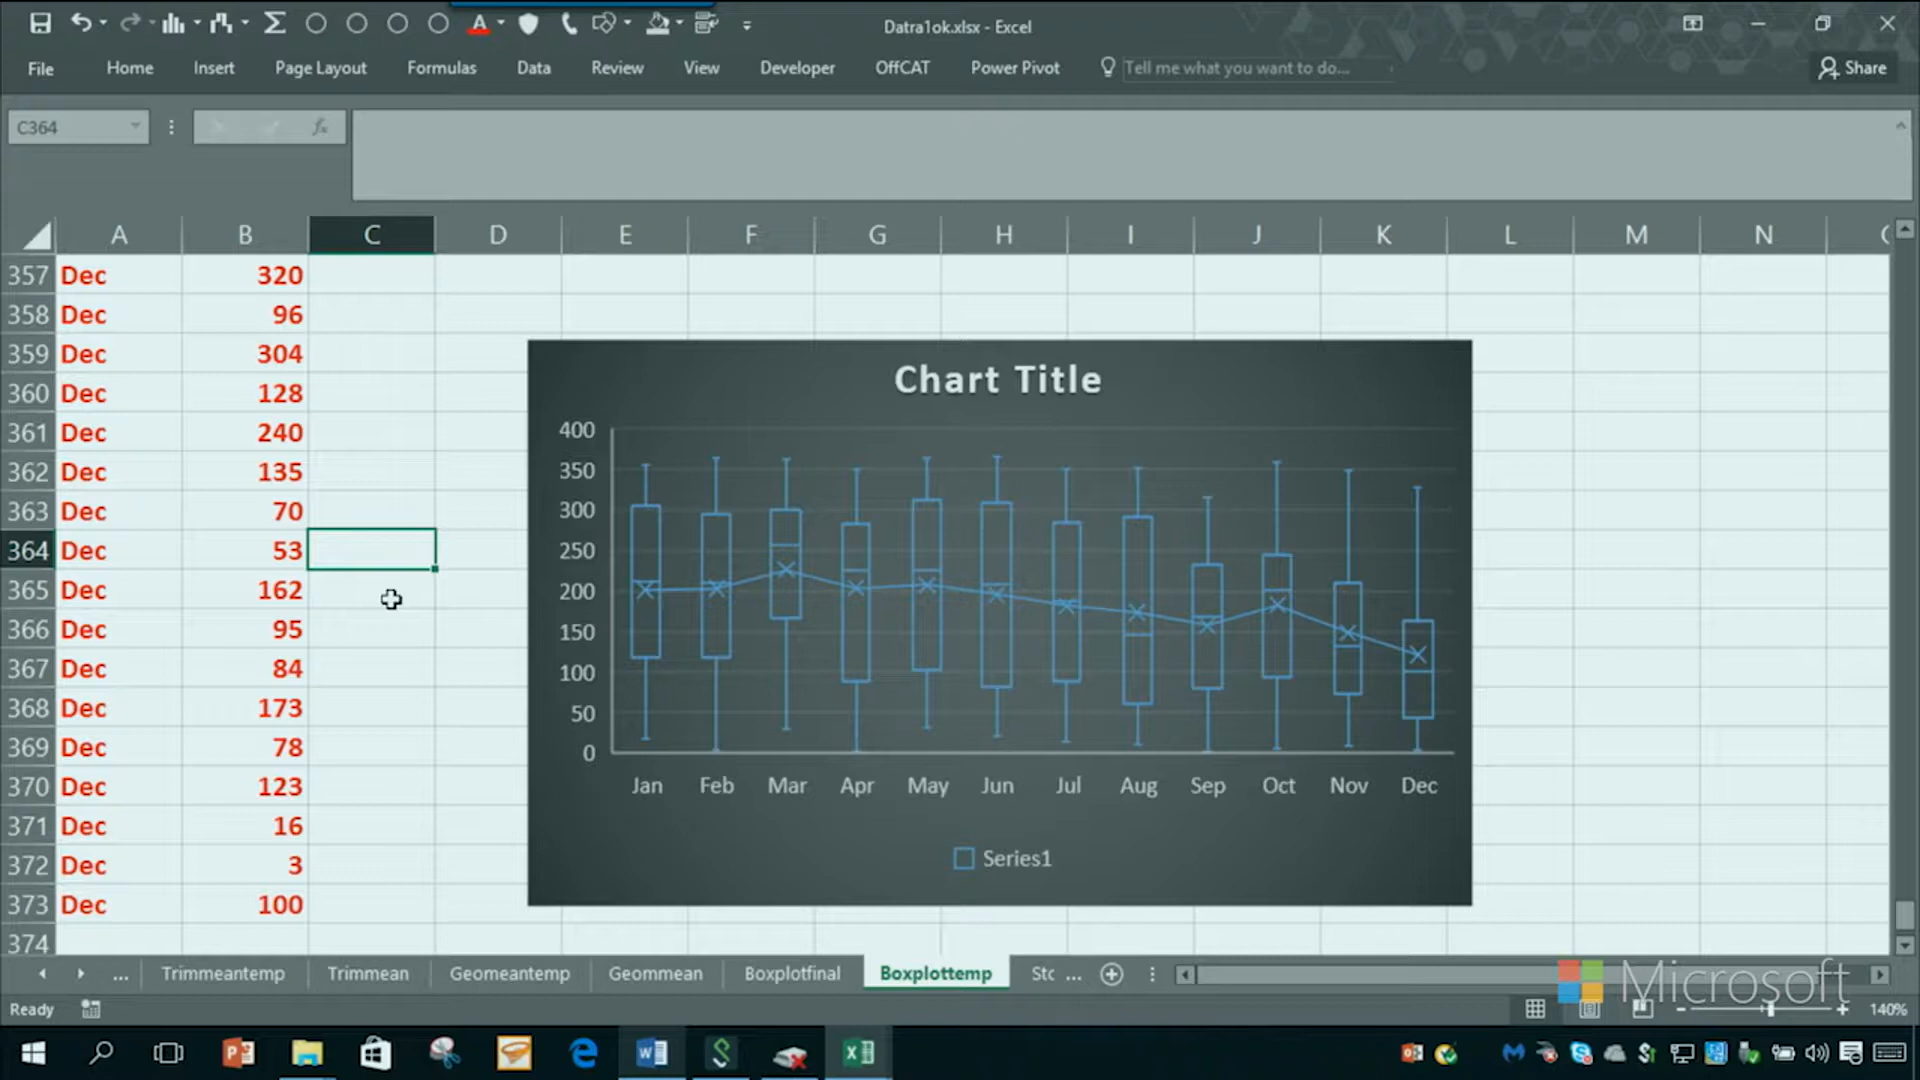 Datra1ok.xlsx - Excel
File Home Insert Page Layout Formulas Data Review View Developer OffCAT Power Pivot Tell me what you want to do... Share
C364 fx
A B C D E F G H I J K L M N
357 Dec 320
358 Dec 96
359 Dec 304
360 Dec 128
361 Dec 240
362 Dec 135
363 Dec 70
364 Dec 53
365 Dec 162
366 Dec 95
367 Dec 84
368 Dec 173
369 Dec 78
370 Dec 123
371 Dec 16
372 Dec 3
373 Dec 100
374
Chart Title
400
350
300
250
200
150
100
50
0
Jan Feb Mar Apr May Jun Jul Aug Sep Oct Nov Dec
Series1
... Trimmeantemp Trimmean Geomeantemp Geommean Boxplotfinal Boxplottemp Stc ...
Microsoft
Ready 140%